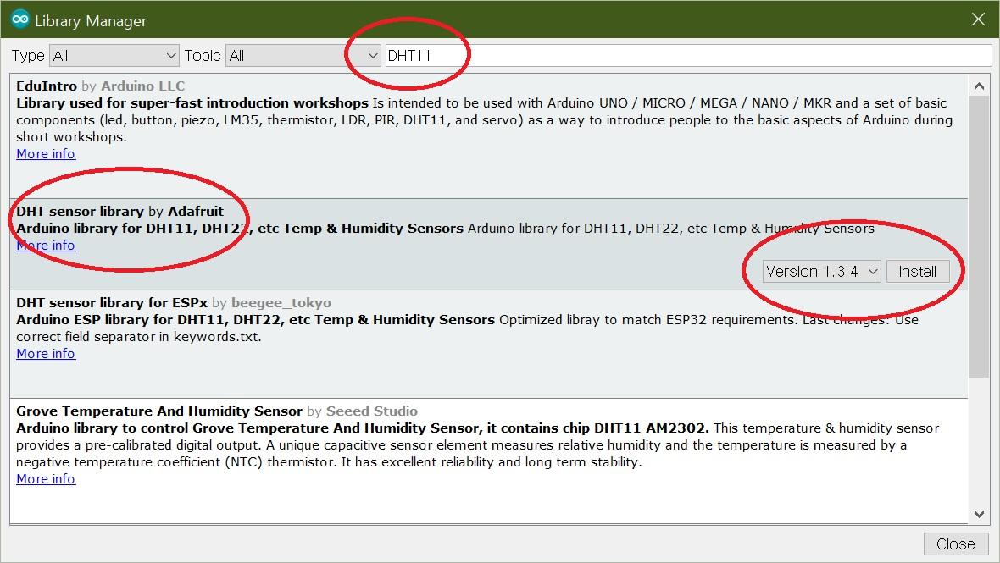 Library Manager
Type All Topic All DHT11
EduIntro by Arduino LLC
Library used for super-fast introduction workshops Is intended to be used with Arduino UNO / MICRO / MEGA / NANO / MKR and a set of basic
components (led, button, piezo, LM35, thermistor, LDR, PIR, DHT11, and servo) as a way to introduce people to the basic aspects of Arduino during
short workshops.
More info
DHT sensor library by Adafruit
Arduino library for DHT11, DHT22, etc Temp & Humidity Sensors Arduino library for DHT11, DHT22, etc Temp & Humidity Sensors
More info
Version 1.3.4 Install
DHT sensor library for ESPx by beegee_tokyo
Arduino ESP library for DHT11, DHT22, etc Temp & Humidity Sensors Optimized libray to match ESP32 requirements. Last changes: Use
correct field separator in keywords.txt.
More info
Grove Temperature And Humidity Sensor by Seeed Studio
Arduino library to control Grove Temperature And Humidity Sensor, it contains chip DHT11 AM2302. This temperature & humidity sensor
provides a pre-calibrated digital output. A unique capacitive sensor element measures relative humidity and the temperature is measured by a
negative temperature coefficient (NTC) thermistor. It has excellent reliability and long term stability.
More info
Close